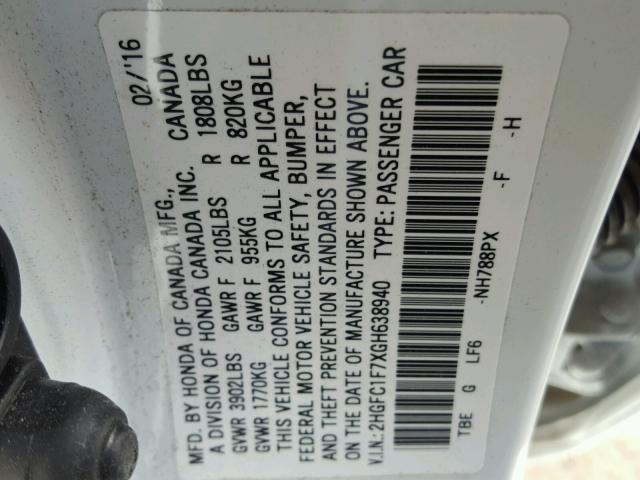 MFD. BY HONDA OF CANADA MFG., 02/'16
A DIVISION OF HONDA CANADA INC. CANADA
GVWR 3902LBS GAWR F 2105LBS R 1808LBS
GVWR 1770KG GAWR F 955KG R 820KG
THIS VEHICLE CONFORMS TO ALL APPLICABLE
FEDERAL MOTOR VEHICLE SAFETY, BUMPER,
AND THEFT PREVENTION STANDARDS IN EFFECT
ON THE DATE OF MANUFACTURE SHOWN ABOVE.
V.I.N.: 2HGFC1F7XGH638940 TYPE: PASSENGER CAR
TBE G LF6 -NH788PX -F -H